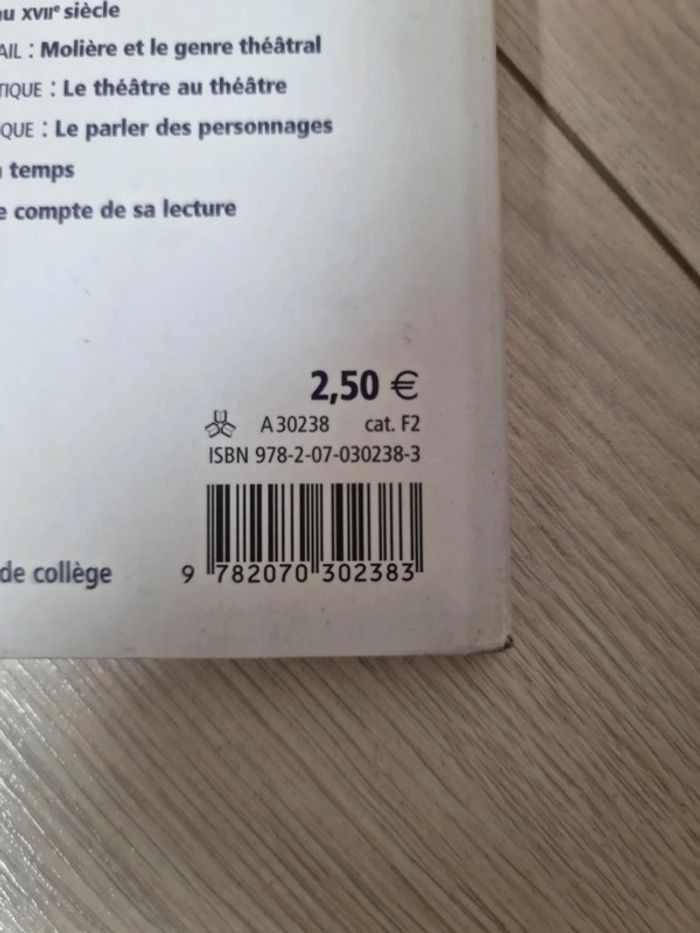 au XVIIe siècle
AIL : Molière et le genre théâtral
TIQUE : Le théâtre au théâtre
QUE : Le parler des personnages
temps
e compte de sa lecture
2,50 €
A30238 cat. F2
ISBN 978-2-07-030238-3
de collège
9 782070 302383